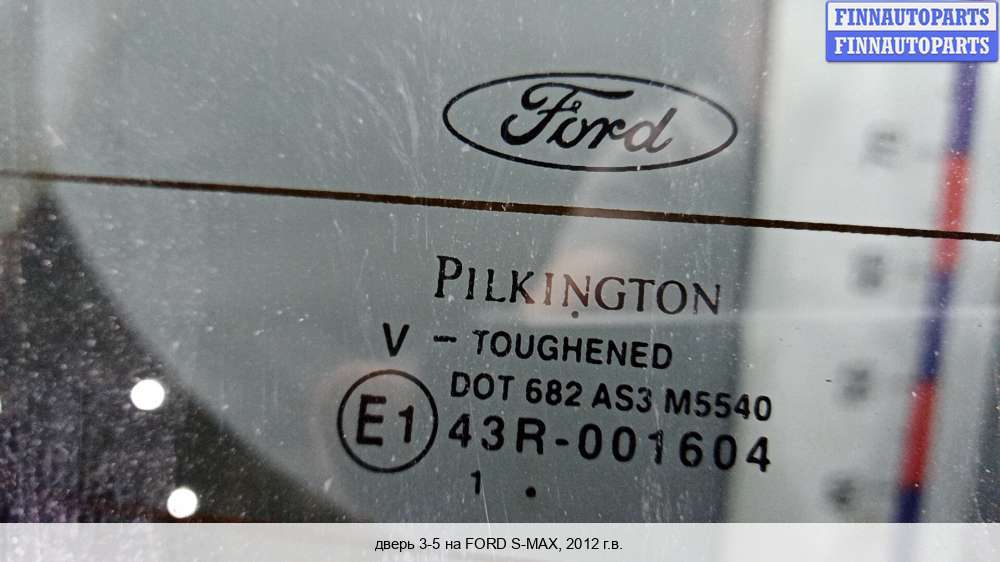 FINNAUTOPARTS
FINNAUTOPARTS
Ford
PILKINGTON
V - TOUGHENED
DOT 682 AS3 M5540
E1 43R-001604
1 .
дверь 3-5 на FORD S-MAX, 2012 г.в.